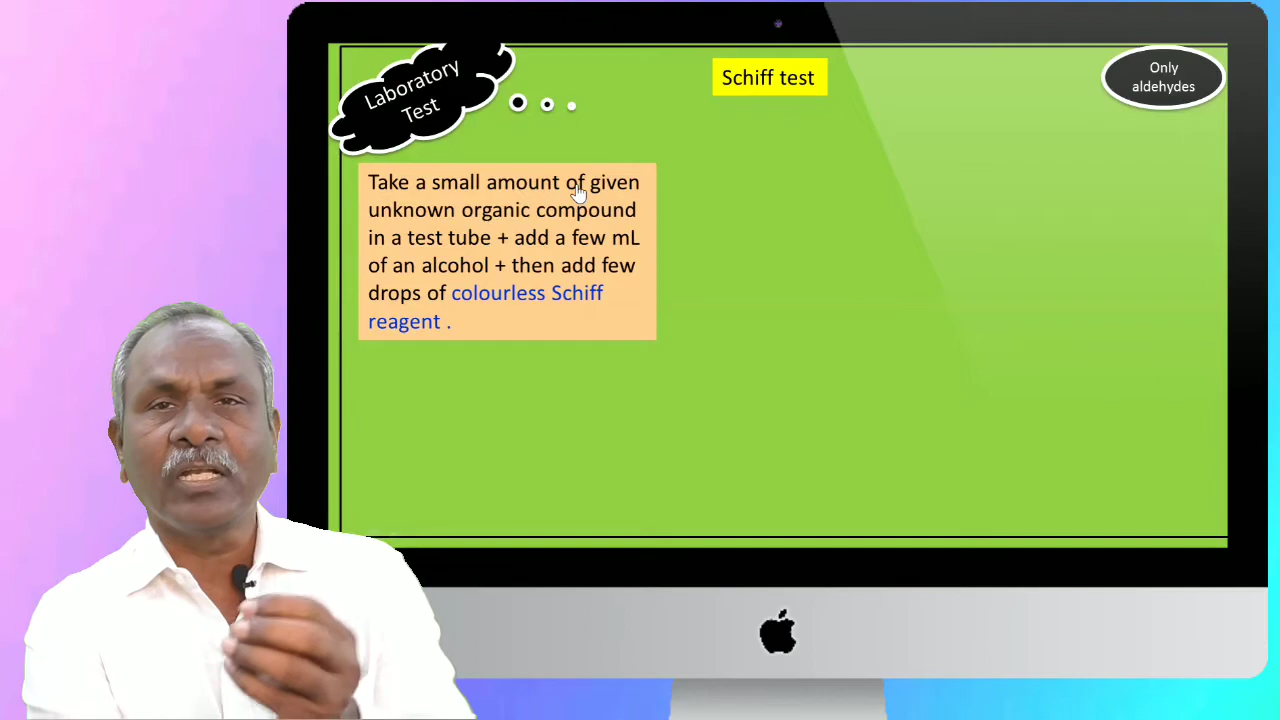 Laboratory
Test
Schiff test
Only
aldehydes
Take a small amount of given
unknown organic compound
in a test tube + add a few mL
of an alcohol + then add few
drops of colourless Schiff
reagent .